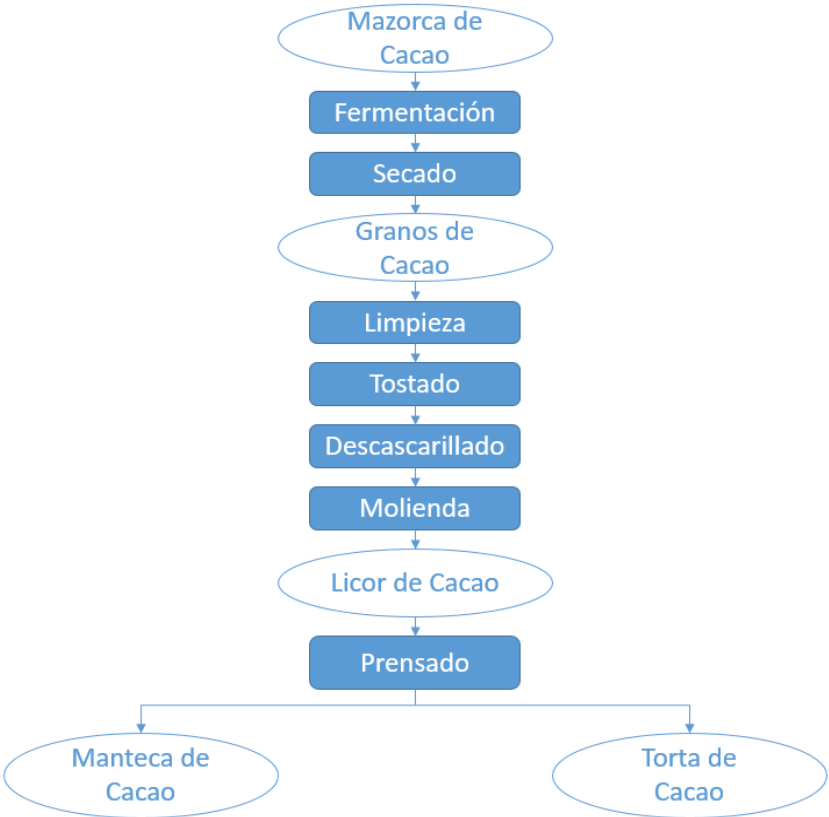 Mazorca de
Cacao
Fermentación
Secado
Granos de
Cacao
Limpieza
Tostado
Descascarillado
Molienda
Licor de Cacao
Prensado
Manteca de
Cacao
Torta de
Cacao